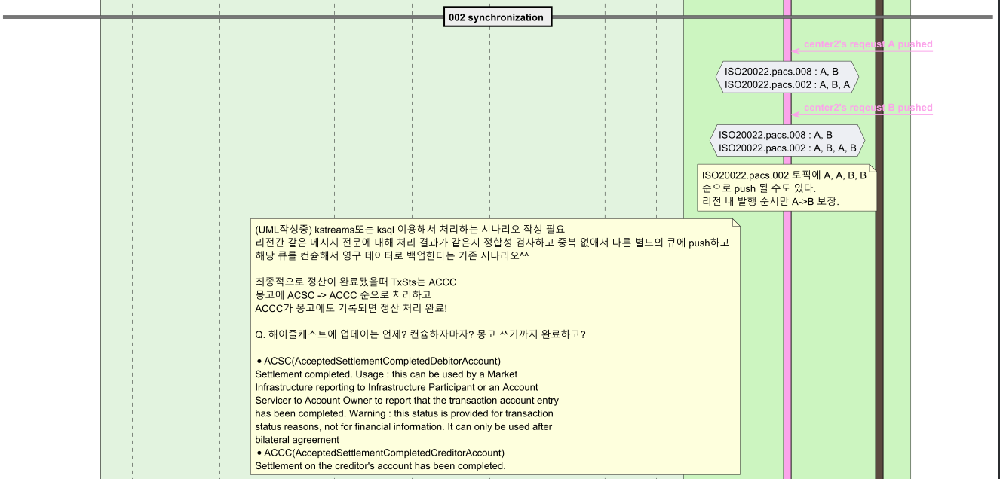 002 synchronization
center2's reqeust A pushed
ISO20022.pacs.008 : A, B
ISO20022.pacs.002 : A, B, A
center2's reqeust B pushed
ISO20022.pacs.008 : A, B
ISO20022.pacs.002 : A, B, A, B
ISO20022.pacs.002 토픽에 A, A, B, B
순으로 push 될 수도 있다.
리전 내 발행 순서만 A->B 보장.
(UML작성중) kstreams또는 ksql 이용해서 처리하는 시나리오 작성 필요
리전간 같은 메시지 전문에 대해 처리 결과가 같은지 정합성 검사하고 중복 없애서 다른 별도의 큐에 push하고
해당 큐를 컨슘해서 영구 데이터로 백업한다는 기존 시나리오^^
최종적으로 정산이 완료됐을때 TxSts는 ACCC
몽고에 ACSC -> ACCC 순으로 처리하고
ACCC가 몽고에도 기록되면 정산 처리 완료!
Q. 해이즐캐스트에 업데이는 언제? 컨슘하자마자? 몽고 쓰기까지 완료하고?
• ACSC(AcceptedSettlementCompletedDebitorAccount)
Settlement completed. Usage : this can be used by a Market
Infrastructure reporting to Infrastructure Participant or an Account
Servicer to Account Owner to report that the transaction account entry
has been completed. Warning : this status is provided for transaction
status reasons, not for financial information. It can only be used after
bilateral agreement
• ACCC(AcceptedSettlementCompletedCreditorAccount)
Settlement on the creditor's account has been completed.